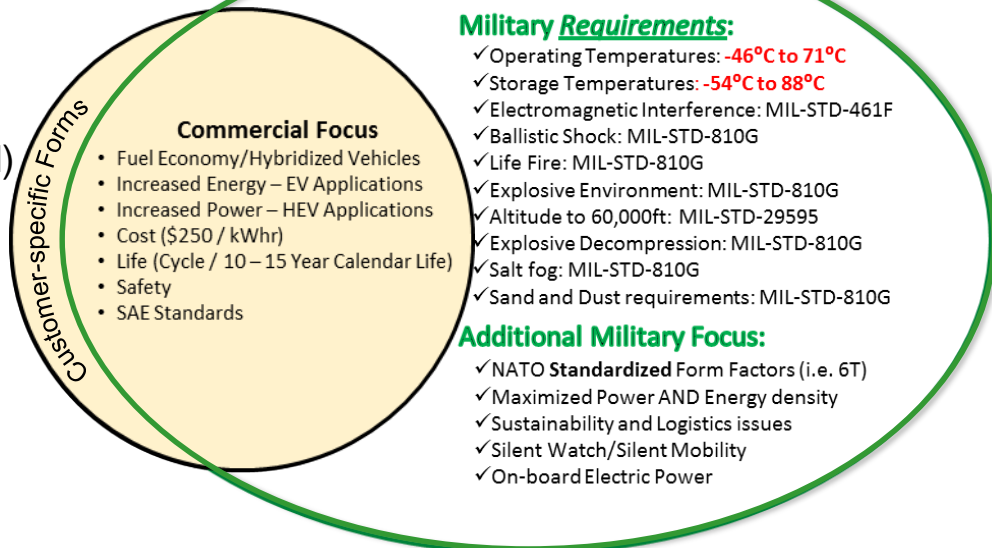 Customer-specific Forms
Commercial Focus
• Fuel Economy/Hybridized Vehicles
• Increased Energy – EV Applications
• Increased Power – HEV Applications
• Cost ($250 / kWhr)
• Life (Cycle / 10 – 15 Year Calendar Life)
• Safety
• SAE Standards
Military Requirements:
✓Operating Temperatures: -46⁰C to 71⁰C
✓Storage Temperatures: -54⁰C to 88⁰C
✓Electromagnetic Interference: MIL-STD-461F
✓Ballistic Shock: MIL-STD-810G
✓Life Fire: MIL-STD-810G
✓Explosive Environment: MIL-STD-810G
✓Altitude to 60,000ft: MIL-STD-29595
✓Explosive Decompression: MIL-STD-810G
✓Salt fog: MIL-STD-810G
✓Sand and Dust requirements: MIL-STD-810G
Additional Military Focus:
✓NATO Standardized Form Factors (i.e. 6T)
✓Maximized Power AND Energy density
✓Sustainability and Logistics issues
✓Silent Watch/Silent Mobility
✓On-board Electric Power